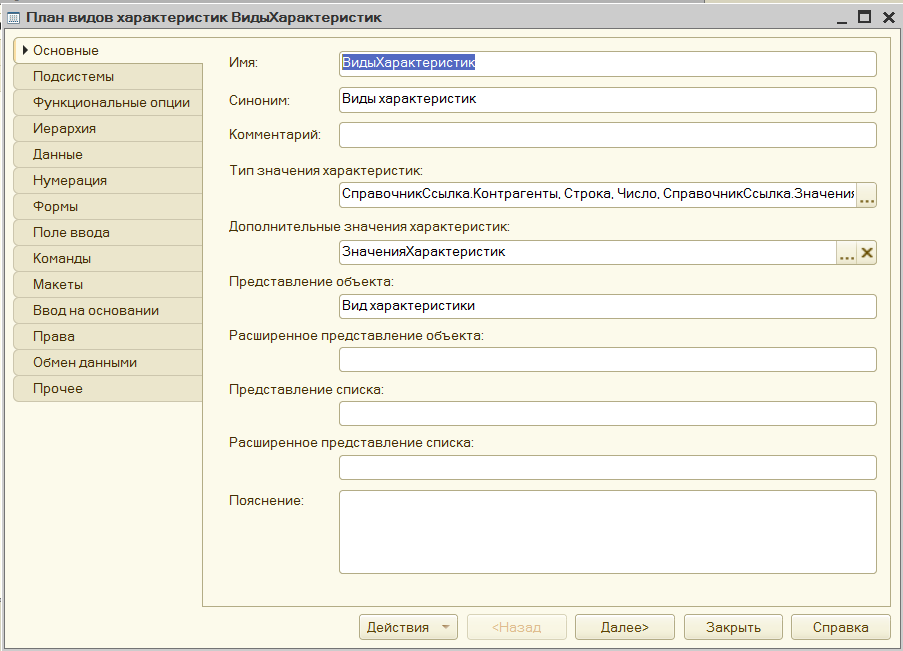 План видов характеристик ВидыХарактеристик
Основные
Подсистемы
Функциональные опции
Иерархия
Данные
Нумерация
Формы
Поле ввода
Команды
Макеты
Ввод на основании
Права
Обмен данными
Прочее
Имя: ВидыХарактеристик
Синоним: Виды характеристик
Комментарий:
Тип значения характеристик:
СправочникСсылка.Контрагенты, Строка, Число, СправочникСсылка.Значения ...
Дополнительные значения характеристик:
ЗначенияХарактеристик ...
Представление объекта:
Вид характеристики
Расширенное представление объекта:
Представление списка:
Расширенное представление списка:
Пояснение:
Действия <Назад Далее> Закрыть Справка